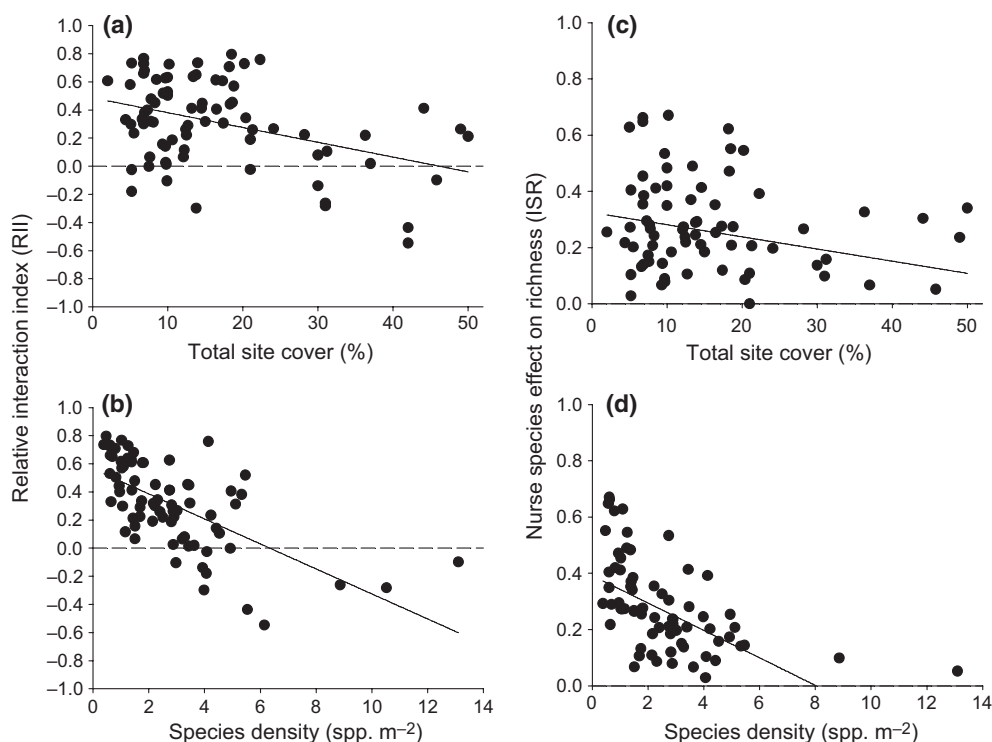 (a)
1.0
0.8
0.6
0.4
0.2
0.0
–0.2
–0.4
–0.6
–0.8
–1.0
0 10 20 30 40 50
Total site cover (%)
(b)
1.0
0.8
0.6
0.4
0.2
0.0
–0.2
–0.4
–0.6
–0.8
–1.0
0 2 4 6 8 10 12 14
Species density (spp. m–2)
Relative interaction index (RII)
(c)
1.0
0.8
0.6
0.4
0.2
0.0
0 10 20 30 40 50
Total site cover (%)
(d)
1.0
0.8
0.6
0.4
0.2
0.0
0 2 4 6 8 10 12 14
Species density (spp. m–2)
Nurse species effect on richness (ISR)